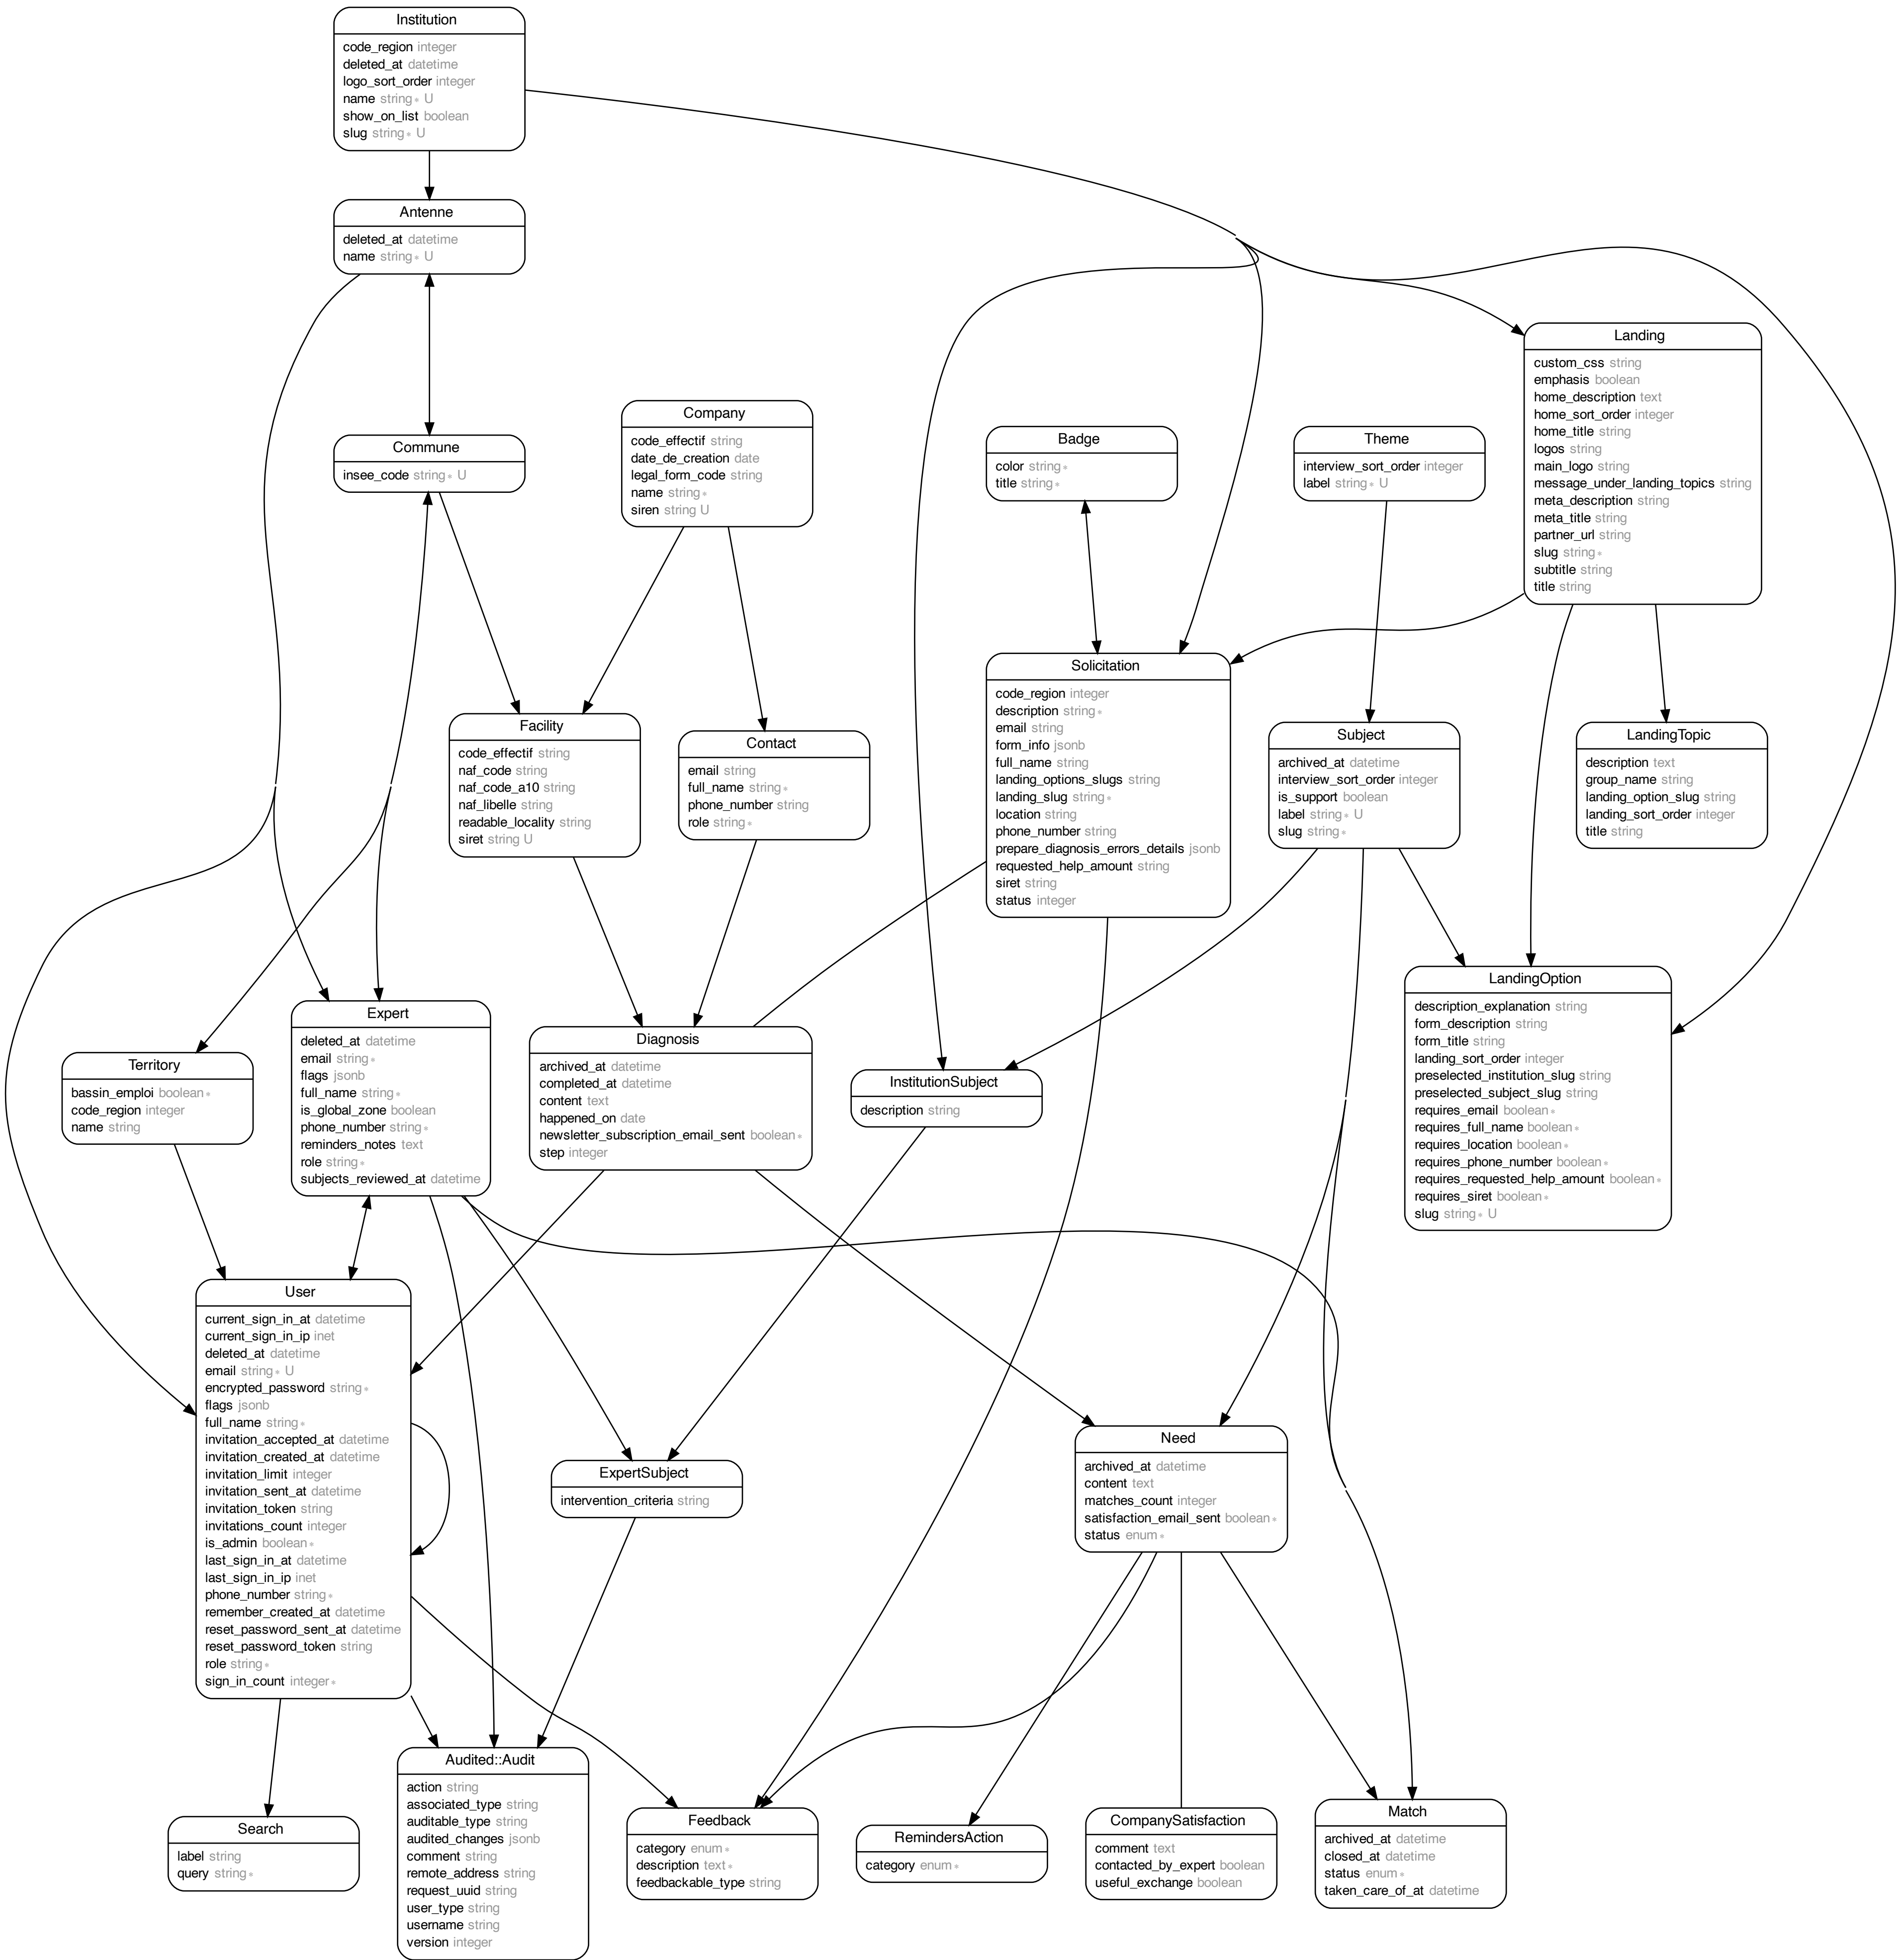 Institution
code_region integer
deleted_at datetime
logo_sort_order integer
name string∗ U
show_on_list boolean
slug string∗ U
Antenne
deleted_at datetime
name string∗ U
Landing
custom_css string
emphasis boolean
home_description text
home_sort_order integer
home_title string
logos string
main_logo string
message_under_landing_topics string
meta_description string
meta_title string
partner_url string
slug string∗
subtitle string
title string
Company
code_effectif string
date_de_creation date
legal_form_code string
name string∗
siren string U
Badge
color string∗
title string∗
Theme
interview_sort_order integer
label string∗ U
Commune
insee_code string∗ U
Solicitation
code_region integer
description string∗
email string
form_info jsonb
full_name string
landing_options_slugs string
landing_slug string∗
location string
phone_number string
prepare_diagnosis_errors_details jsonb
requested_help_amount string
siret string
status integer
Facility
code_effectif string
naf_code string
naf_code_a10 string
naf_libelle string
readable_locality string
siret string U
Contact
email string
full_name string∗
phone_number string
role string∗
Subject
archived_at datetime
interview_sort_order integer
is_support boolean
label string∗ U
slug string∗
LandingTopic
description text
group_name string
landing_option_slug string
landing_sort_order integer
title string
LandingOption
description_explanation string
form_description string
form_title string
landing_sort_order integer
preselected_institution_slug string
preselected_subject_slug string
requires_email boolean∗
requires_full_name boolean∗
requires_location boolean∗
requires_phone_number boolean∗
requires_requested_help_amount boolean∗
requires_siret boolean∗
slug string∗ U
Expert
deleted_at datetime
email string∗
flags jsonb
full_name string∗
is_global_zone boolean
phone_number string∗
reminders_notes text
role string∗
subjects_reviewed_at datetime
Diagnosis
archived_at datetime
completed_at datetime
content text
happened_on date
newsletter_subscription_email_sent boolean∗
step integer
Territory
bassin_emploi boolean∗
code_region integer
name string
InstitutionSubject
description string
User
current_sign_in_at datetime
current_sign_in_ip inet
deleted_at datetime
email string∗ U
encrypted_password string∗
flags jsonb
full_name string∗
invitation_accepted_at datetime
invitation_created_at datetime
invitation_limit integer
invitation_sent_at datetime
invitation_token string
invitations_count integer
is_admin boolean∗
last_sign_in_at datetime
last_sign_in_ip inet
phone_number string∗
remember_created_at datetime
reset_password_sent_at datetime
reset_password_token string
role string∗
sign_in_count integer∗
Need
archived_at datetime
content text
matches_count integer
satisfaction_email_sent boolean∗
status enum∗
ExpertSubject
intervention_criteria string
Audited::Audit
action string
associated_type string
auditable_type string
audited_changes jsonb
comment string
remote_address string
request_uuid string
user_type string
username string
version integer
Search
label string
query string∗
Feedback
category enum∗
description text∗
feedbackable_type string
RemindersAction
category enum∗
CompanySatisfaction
comment text
contacted_by_expert boolean
useful_exchange boolean
Match
archived_at datetime
closed_at datetime
status enum∗
taken_care_of_at datetime